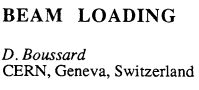 BEAM LOADING
D. Boussard
CERN, Geneva, Switzerland